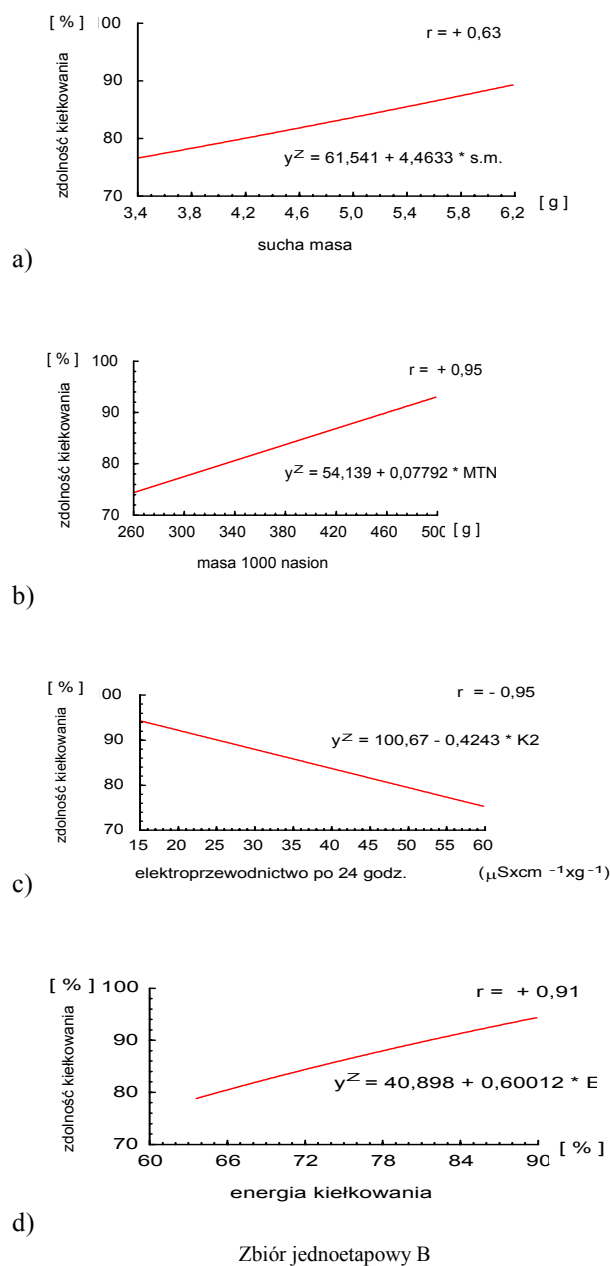 [ % ] 100
r = + 0,63
90
zdolność kiełkowania
80
y^Z = 61,541 + 4,4633 * s.m.
70
3,4 3,8 4,2 4,6 5,0 5,4 5,8 6,2 [ g ]
sucha masa
a)
[ % ] 100
r = + 0,95
90
zdolność kiełkowania
80
y^Z = 54,139 + 0,07792 * MTN
70
260 300 340 380 420 460 500 [ g ]
masa 1000 nasion
b)
[ % ] 00
r = - 0,95
90
zdolność kiełkowania
y^Z = 100,67 - 0,4243 * K2
80
70
15 20 25 30 35 40 45 50 55 60
elektroprzewodnictwo po 24 godz. (µSxcm ⁻¹xg⁻¹)
c)
[ % ] 100
r = + 0,91
90
zdolność kiełkowania
80
y^Z = 40,898 + 0,60012 * E
70
60 66 72 78 84 90 [ % ]
energia kiełkowania
d)
Zbiór jednoetapowy B